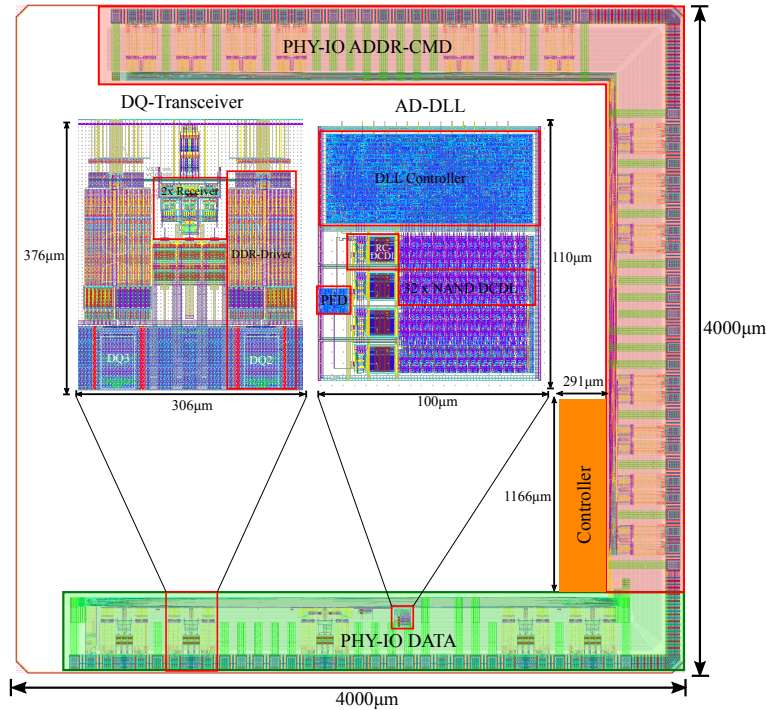 PHY-IO ADDR-CMD
DQ-Transceiver
AD-DLL
2x Receiver
DLL Controller
376μm
DDR-Driver
RC-
DCDL
110μm
PFD
32 x NAND DCDL
4000μm
DQ3
DQ2
306μm
100μm
291μm
1166μm
Controller
PHY-IO DATA
4000μm